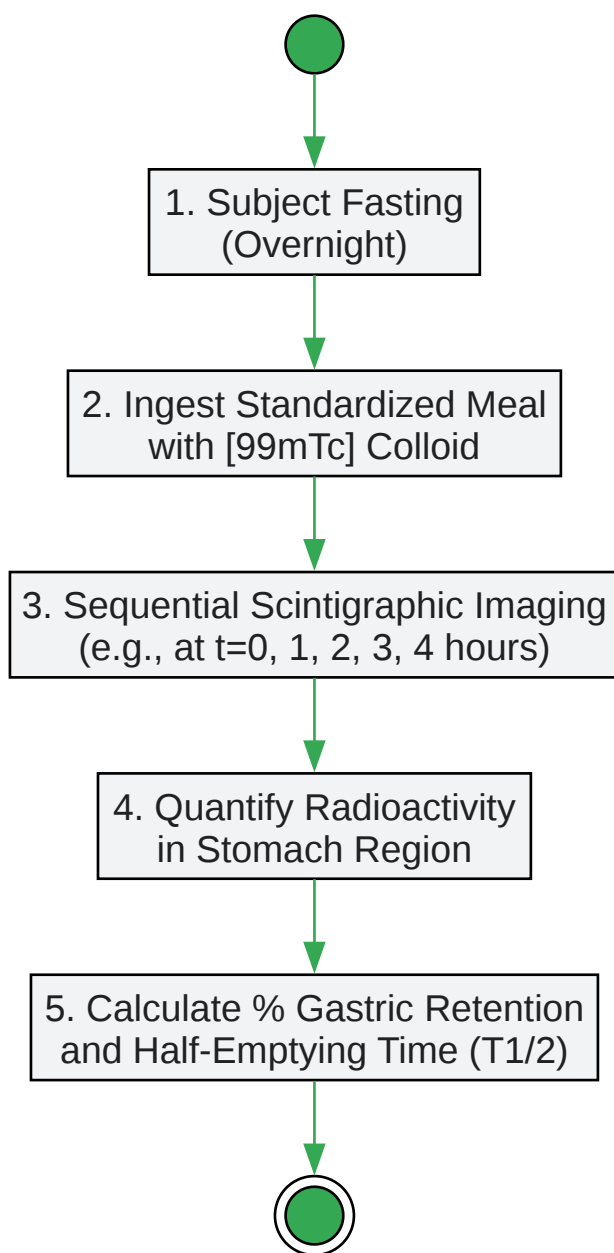 1. Subject Fasting
(Overnight)
2. Ingest Standardized Meal
with [99mTc] Colloid
3. Sequential Scintigraphic Imaging
(e.g., at t=0, 1, 2, 3, 4 hours)
4. Quantify Radioactivity
in Stomach Region
5. Calculate % Gastric Retention
and Half-Emptying Time (T1/2)